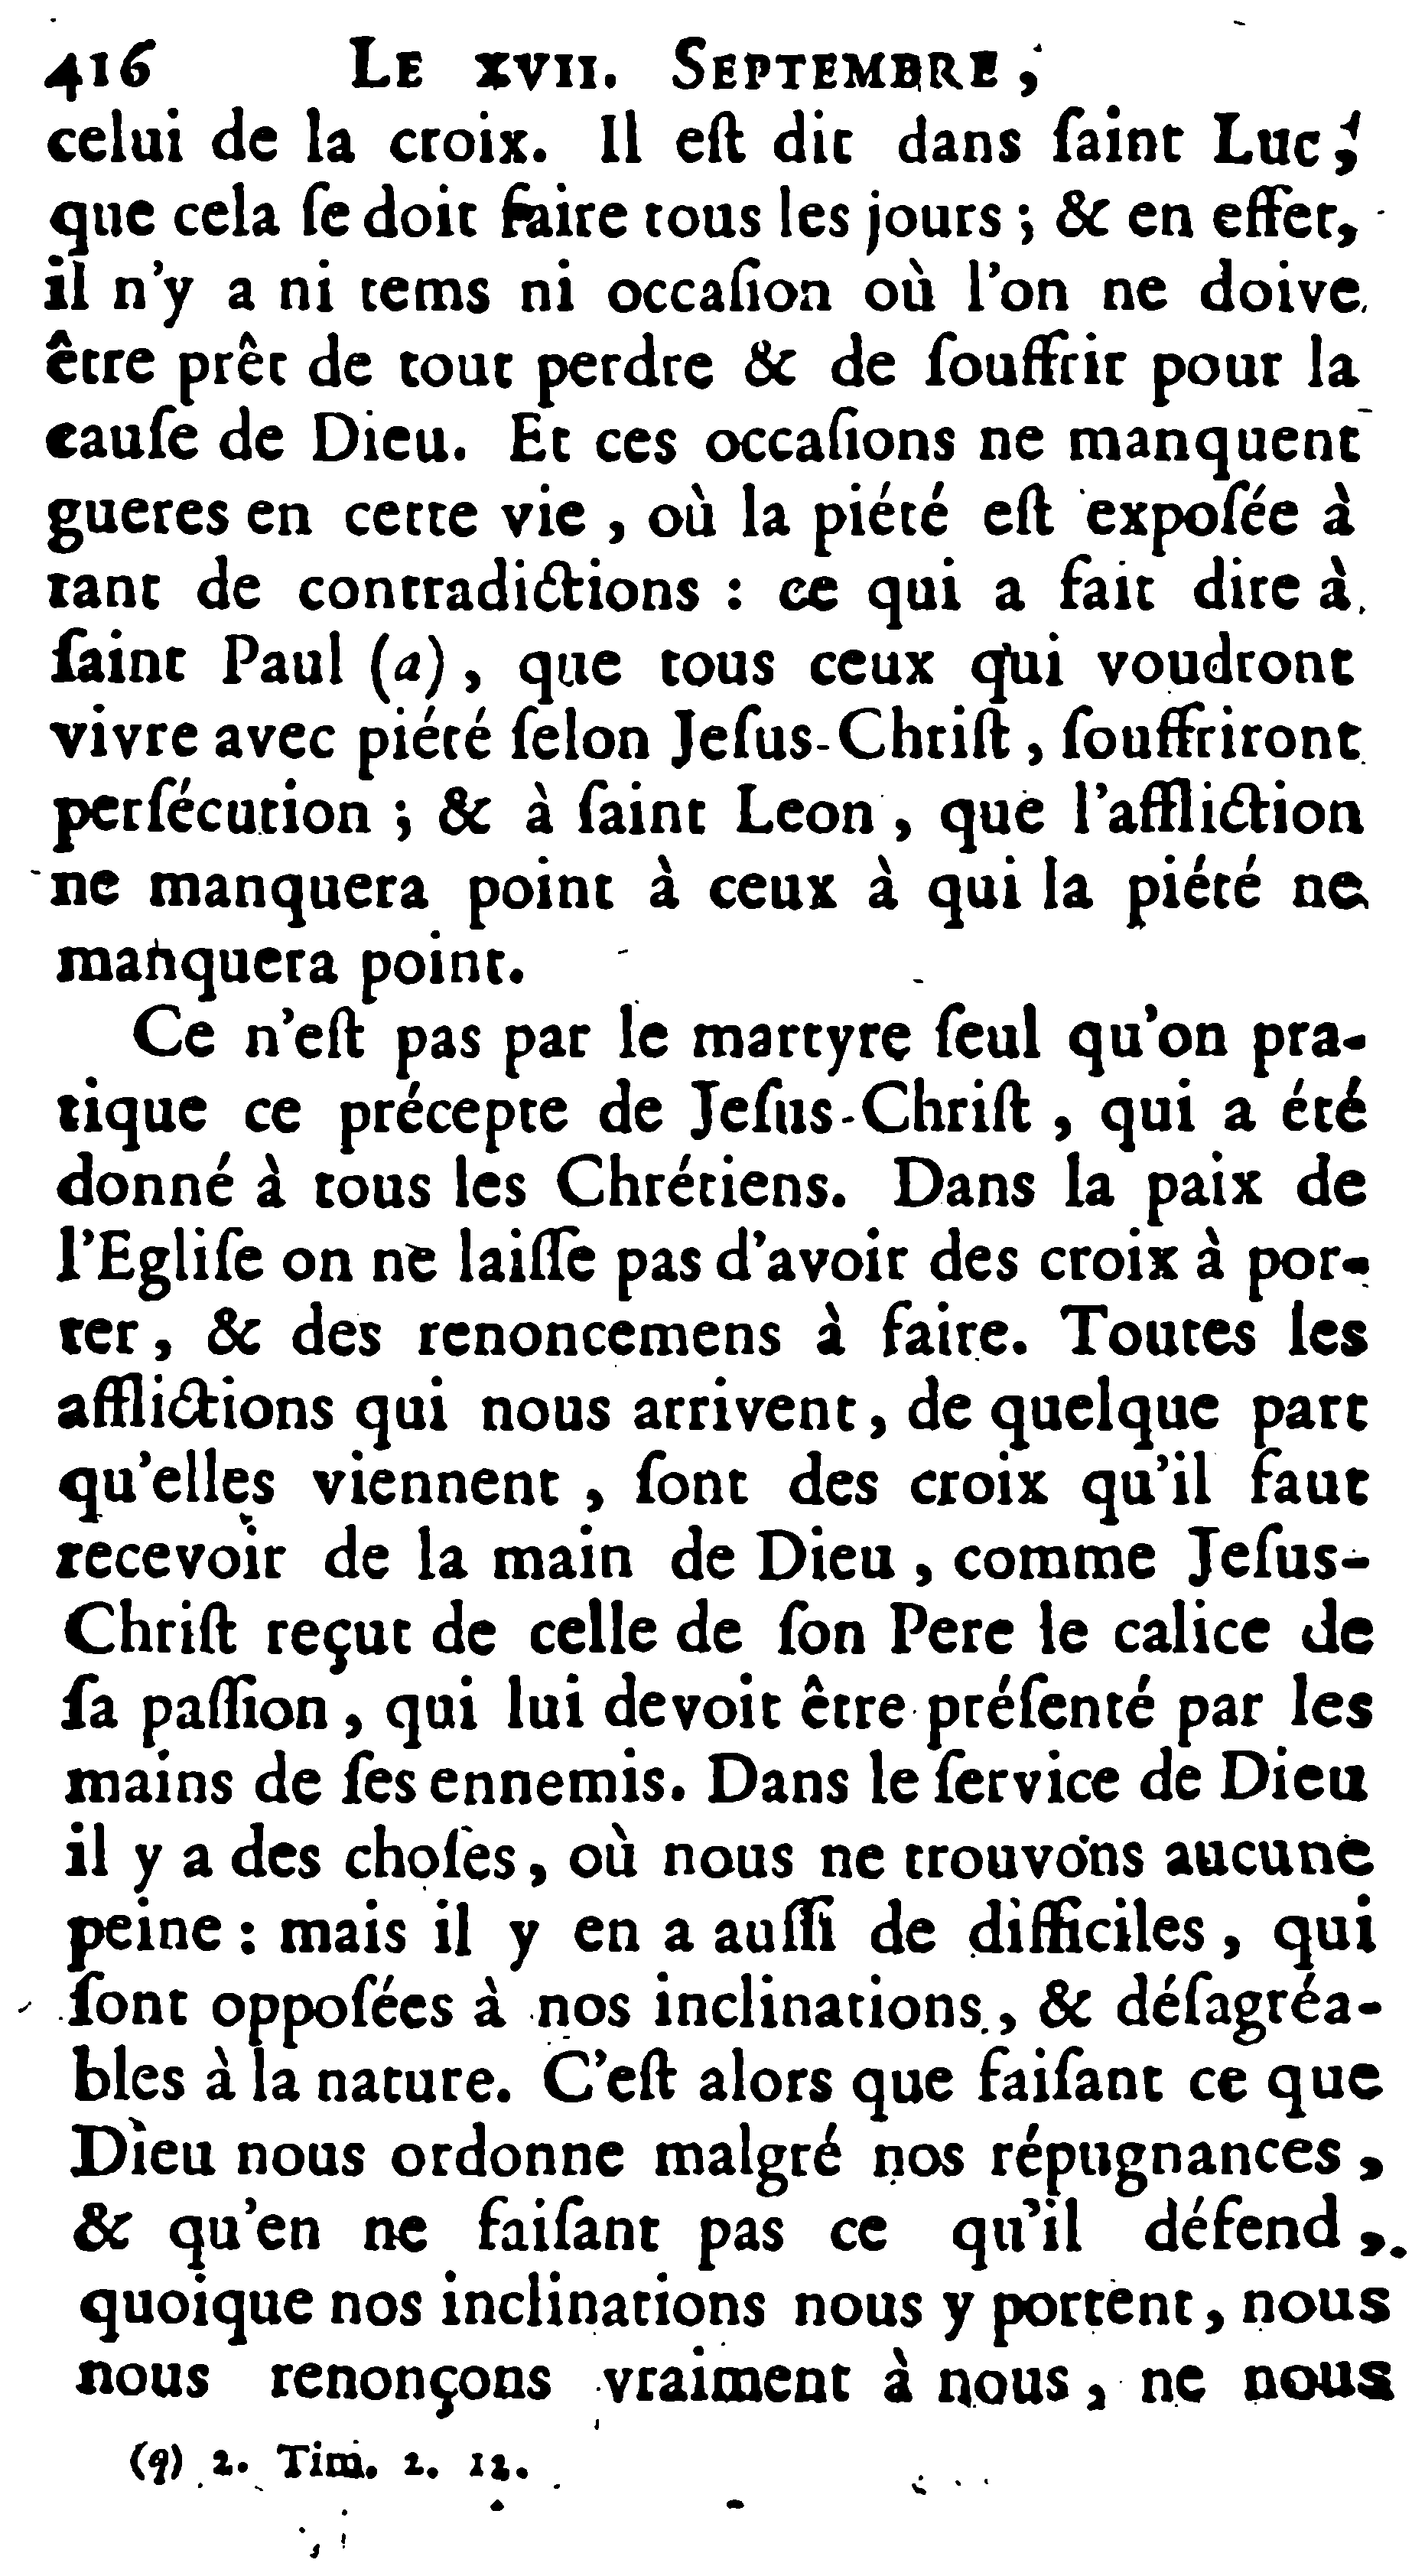 416 LE XVII. SEPTEMBRE,
celui de la croix. Il eſt dit dans ſaint Luc,
que cela ſe doit faire tous les jours ; & en effet,
il n'y a ni tems ni occaſion où l'on ne doive
être prêt de tout perdre & de ſouffrir pour la
cauſe de Dieu. Et ces occaſions ne manquent
gueres en cette vie , où la piété eſt expoſée à
tant de contradictions : ce qui a fait dire à
ſaint Paul (a) , que tous ceux qui voudront
vivre avec piété ſelon Jeſus-Chriſt , ſouffriront
perſécution ; & à ſaint Leon , que l'affliction
ne manquera point à ceux à qui la piété ne
manquera point.
Ce n'eſt pas par le martyre ſeul qu'on pra-
tique ce précepte de Jeſus-Chriſt , qui a été
donné à tous les Chrétiens. Dans la paix de
l'Egliſe on ne laiſſe pas d'avoir des croix à por-
ter, & des renoncemens à faire. Toutes les
afflictions qui nous arrivent, de quelque part
qu'elles viennent , ſont des croix qu'il faut
recevoir de la main de Dieu , comme Jeſus-
Chriſt reçut de celle de ſon Pere le calice de
ſa paſſion , qui lui devoit être préſenté par les
mains de ſes ennemis. Dans le ſervice de Dieu
il y a des choſes, où nous ne trouvons aucune
peine : mais il y en a auſſi de difficiles , qui
ſont oppoſées à nos inclinations , & déſagréa-
bles à la nature. C'eſt alors que faiſant ce que
Dieu nous ordonne malgré nos répugnances ,
& qu'en ne faiſant pas ce qu'il défend ,
quoique nos inclinations nous y portent, nous
nous renonçons vraiment à nous , ne nous
(q) 2. Tim. 2. 12.